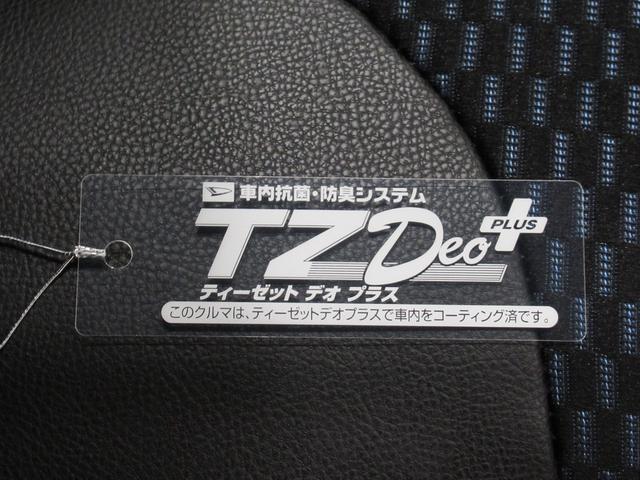 車内抗菌・防臭システム
TZ Deo PLUS
ティーゼット デオ プラス
このクルマは、ティーゼットデオプラスで車内をコーティング済です。